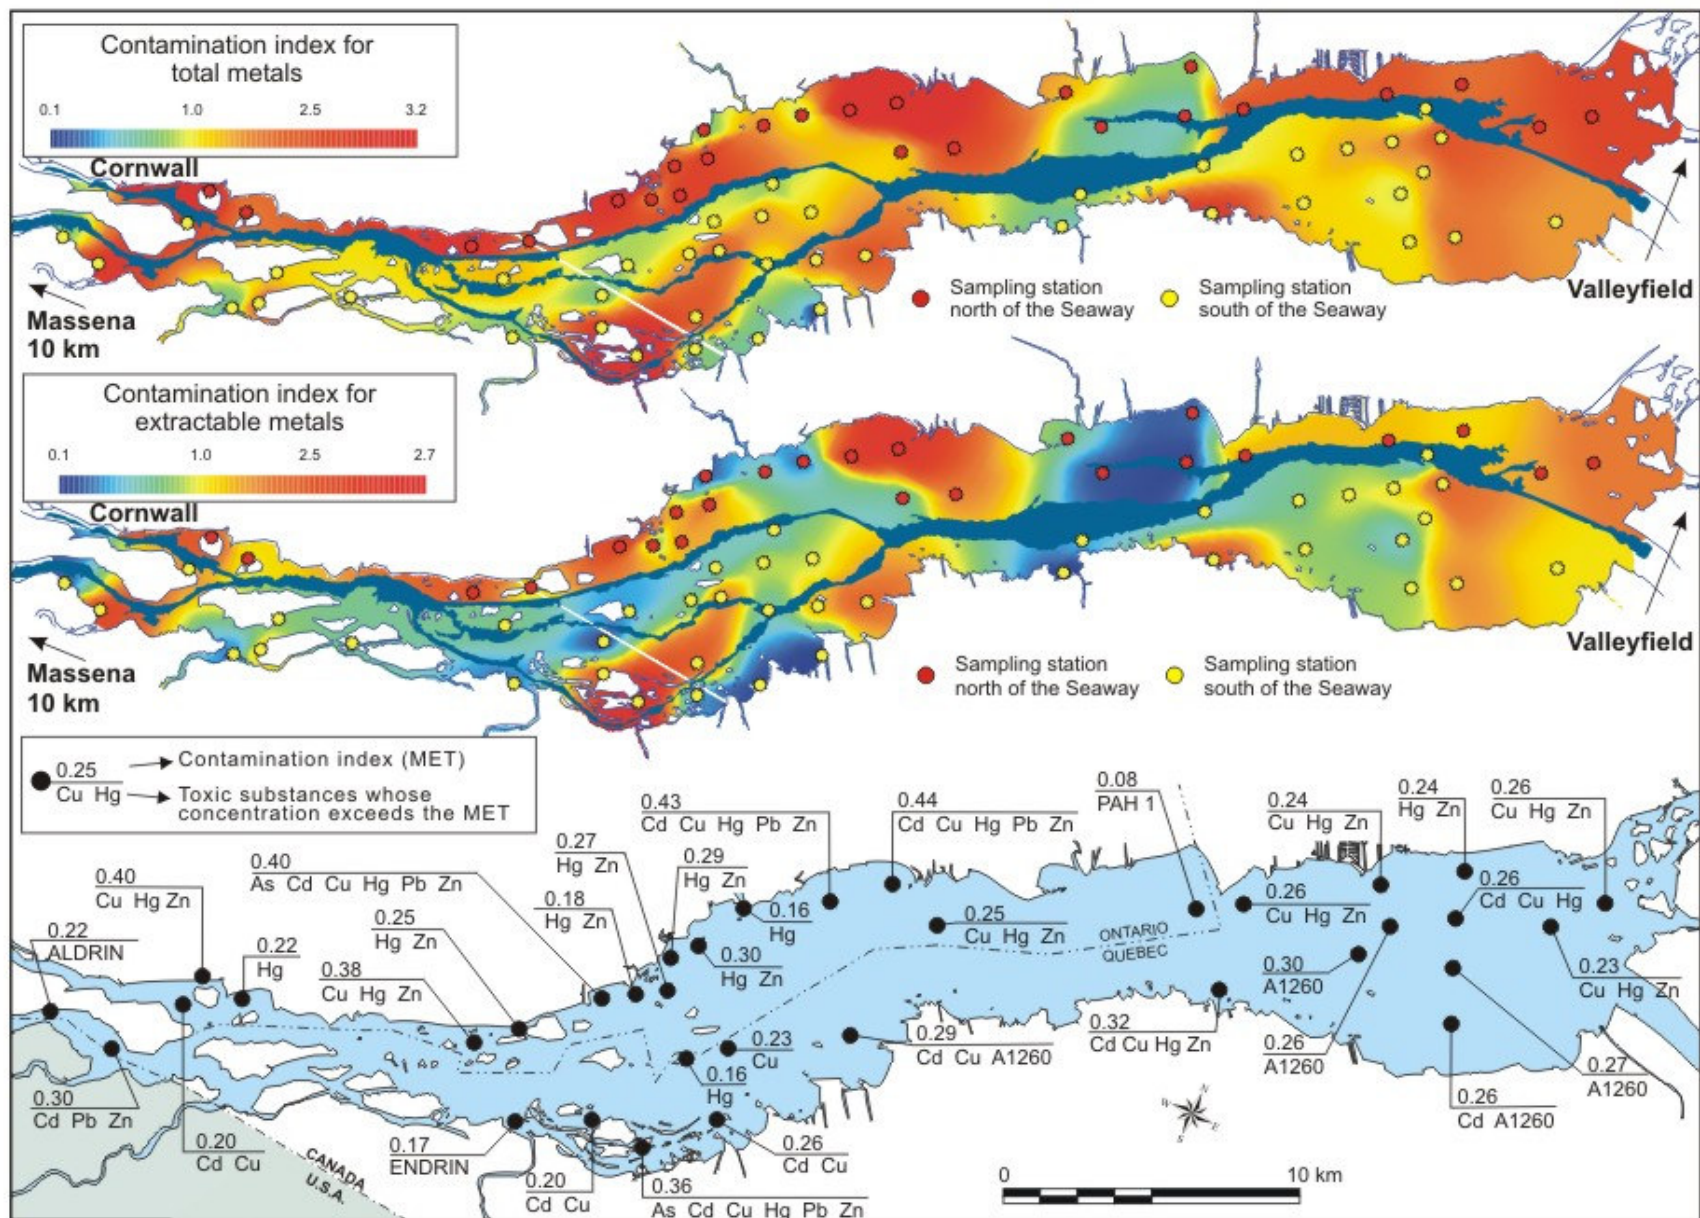 Contamination index for
total metals
0.1 1.0 2.5 3.2
Cornwall
Massena
10 km
Sampling station
north of the Seaway
Sampling station
south of the Seaway
Valleyfield
Contamination index for
extractable metals
0.1 1.0 2.5 2.7
Cornwall
Massena
10 km
Sampling station
north of the Seaway
Sampling station
south of the Seaway
Valleyfield
0.25
Cu Hg
Contamination index (MET)
Toxic substances whose
concentration exceeds the MET
0.22
ALDRIN
0.40
Cu Hg Zn
0.22
Hg
0.40
As Cd Cu Hg Pb Zn
0.25
Hg Zn
0.38
Cu Hg Zn
0.18
Hg Zn
0.27
Hg Zn
0.43
Cd Cu Hg Pb Zn
0.29
Hg Zn
0.16
Hg
0.30
Hg Zn
0.44
Cd Cu Hg Pb Zn
0.25
Cu Hg Zn
0.08
PAH 1
ONTARIO
QUEBEC
0.24
Cu Hg Zn
0.24
Hg Zn
0.26
Cu Hg Zn
0.26
Cu Hg Zn
0.26
Cd Cu Hg
0.30
A1260
0.23
Cu Hg Zn
0.30
Cd Pb Zn
0.20
Cd Cu
CANADA
U.S.A.
0.17
ENDRIN
0.20
Cd Cu
0.36
As Cd Cu Hg Pb Zn
0.26
Cd Cu
0.16
Hg
0.23
Cu
0.29
Cd Cu A1260
0.32
Cd Cu Hg Zn
0.26
A1260
0.27
A1260
0.26
Cd A1260
N
W
E
S
0 10 km